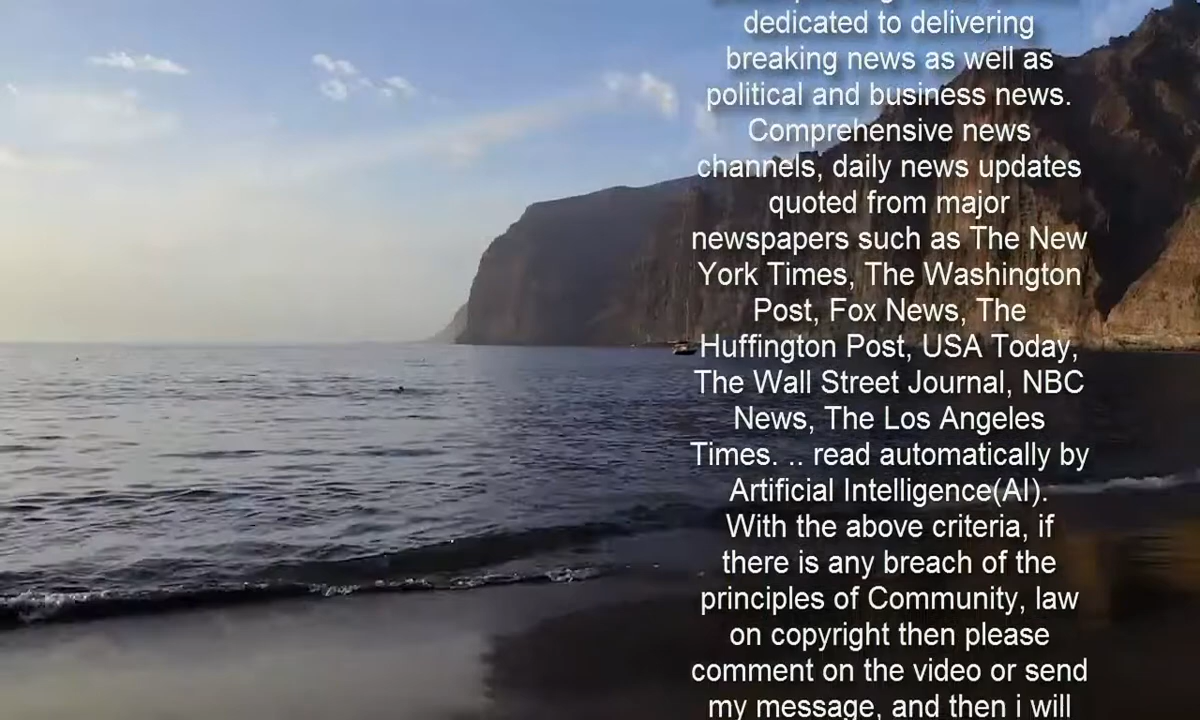 dedicated to delivering
breaking news as well as
political and business news.
Comprehensive news
channels, daily news updates
quoted from major
newspapers such as The New
York Times, The Washington
Post, Fox News, The
Huffington Post, USA Today,
The Wall Street Journal, NBC
News, The Los Angeles
Times. .. read automatically by
Artificial Intelligence(AI).
With the above criteria, if
there is any breach of the
principles of Community, law
on copyright then please
comment on the video or send
my message, and then i will